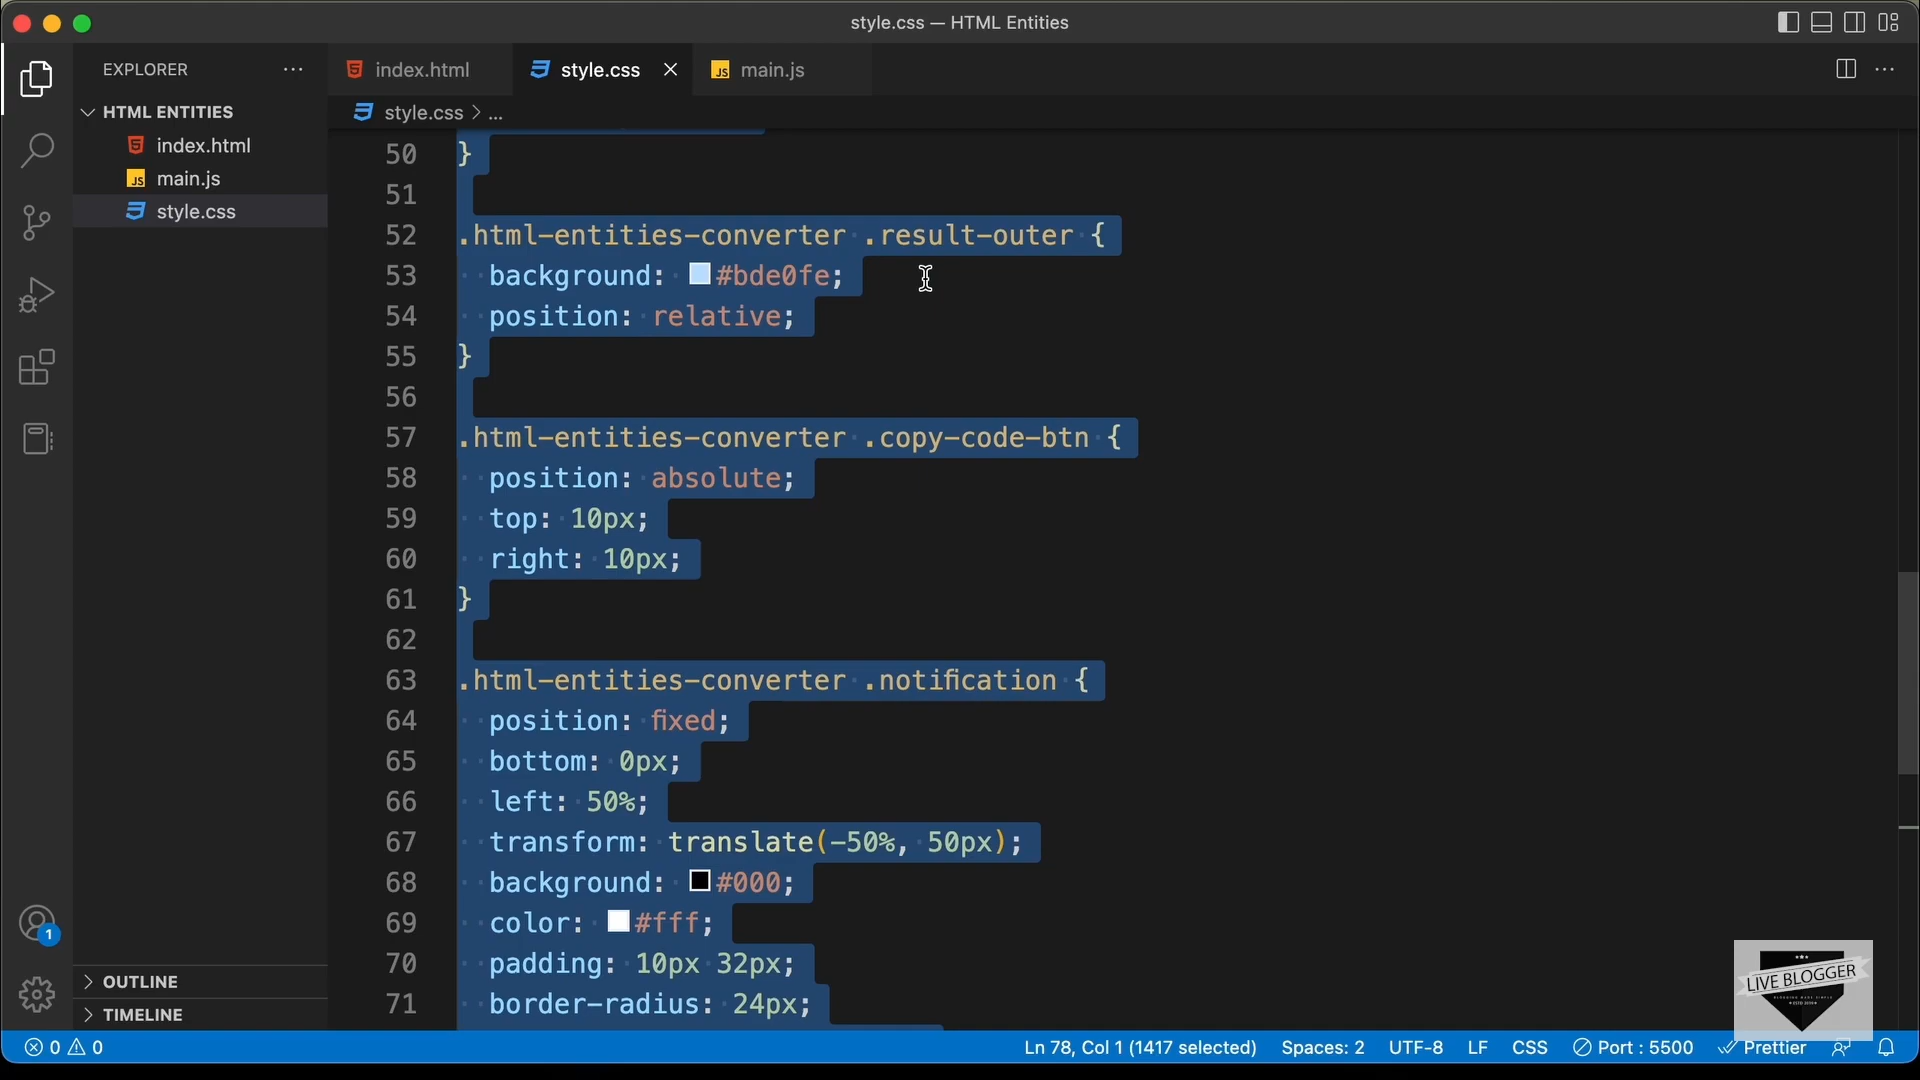 style.css — HTML Entities
EXPLORER
index.html
style.css
main.js
HTML ENTITIES
style.css > ...
index.html
main.js
style.css
50 }
51
52 .html-entities-converter .result-outer {
53 background: #bde0fe;
54 position: relative;
55 }
56
57 .html-entities-converter .copy-code-btn {
58 position: absolute;
59 top: 10px;
60 right: 10px;
61 }
62
63 .html-entities-converter .notification {
64 position: fixed;
65 bottom: 0px;
66 left: 50%;
67 transform: translate(-50%, 50px);
68 background: #000;
69 color: #fff;
70 padding: 10px 32px;
71 border-radius: 24px;
1
OUTLINE
TIMELINE
LIVE BLOGGER
0 0 Ln 78, Col 1 (1417 selected) Spaces: 2 UTF-8 LF CSS Port : 5500 Prettier